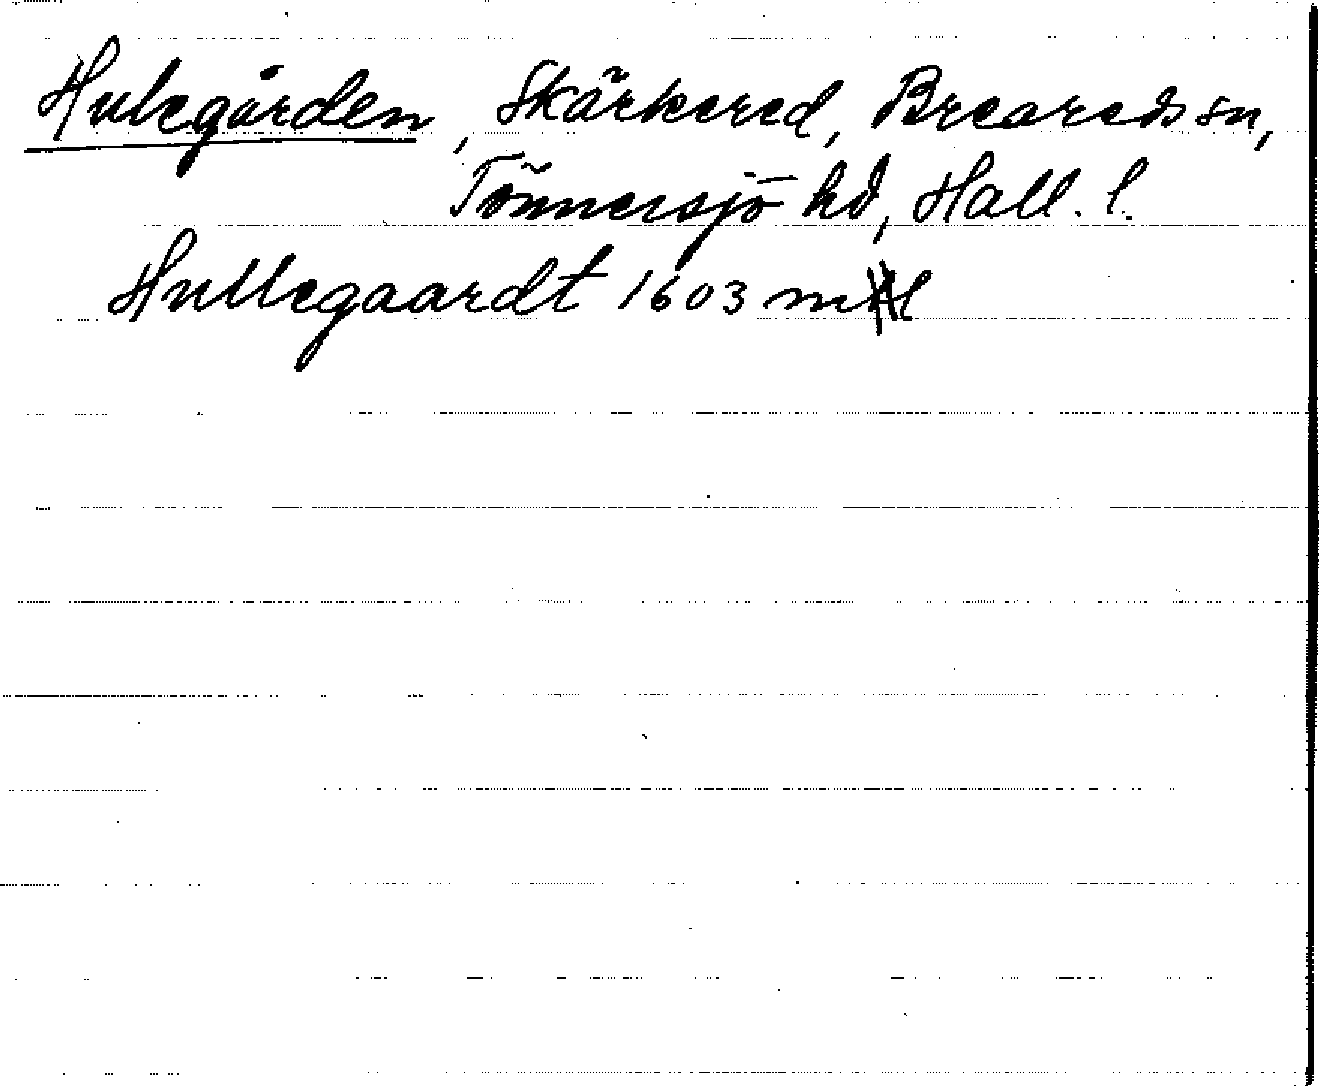 Hulegården, Skärkered, Breareds sn,
Tönnersjö hd, Hall. l.
Hullegaardt 1603